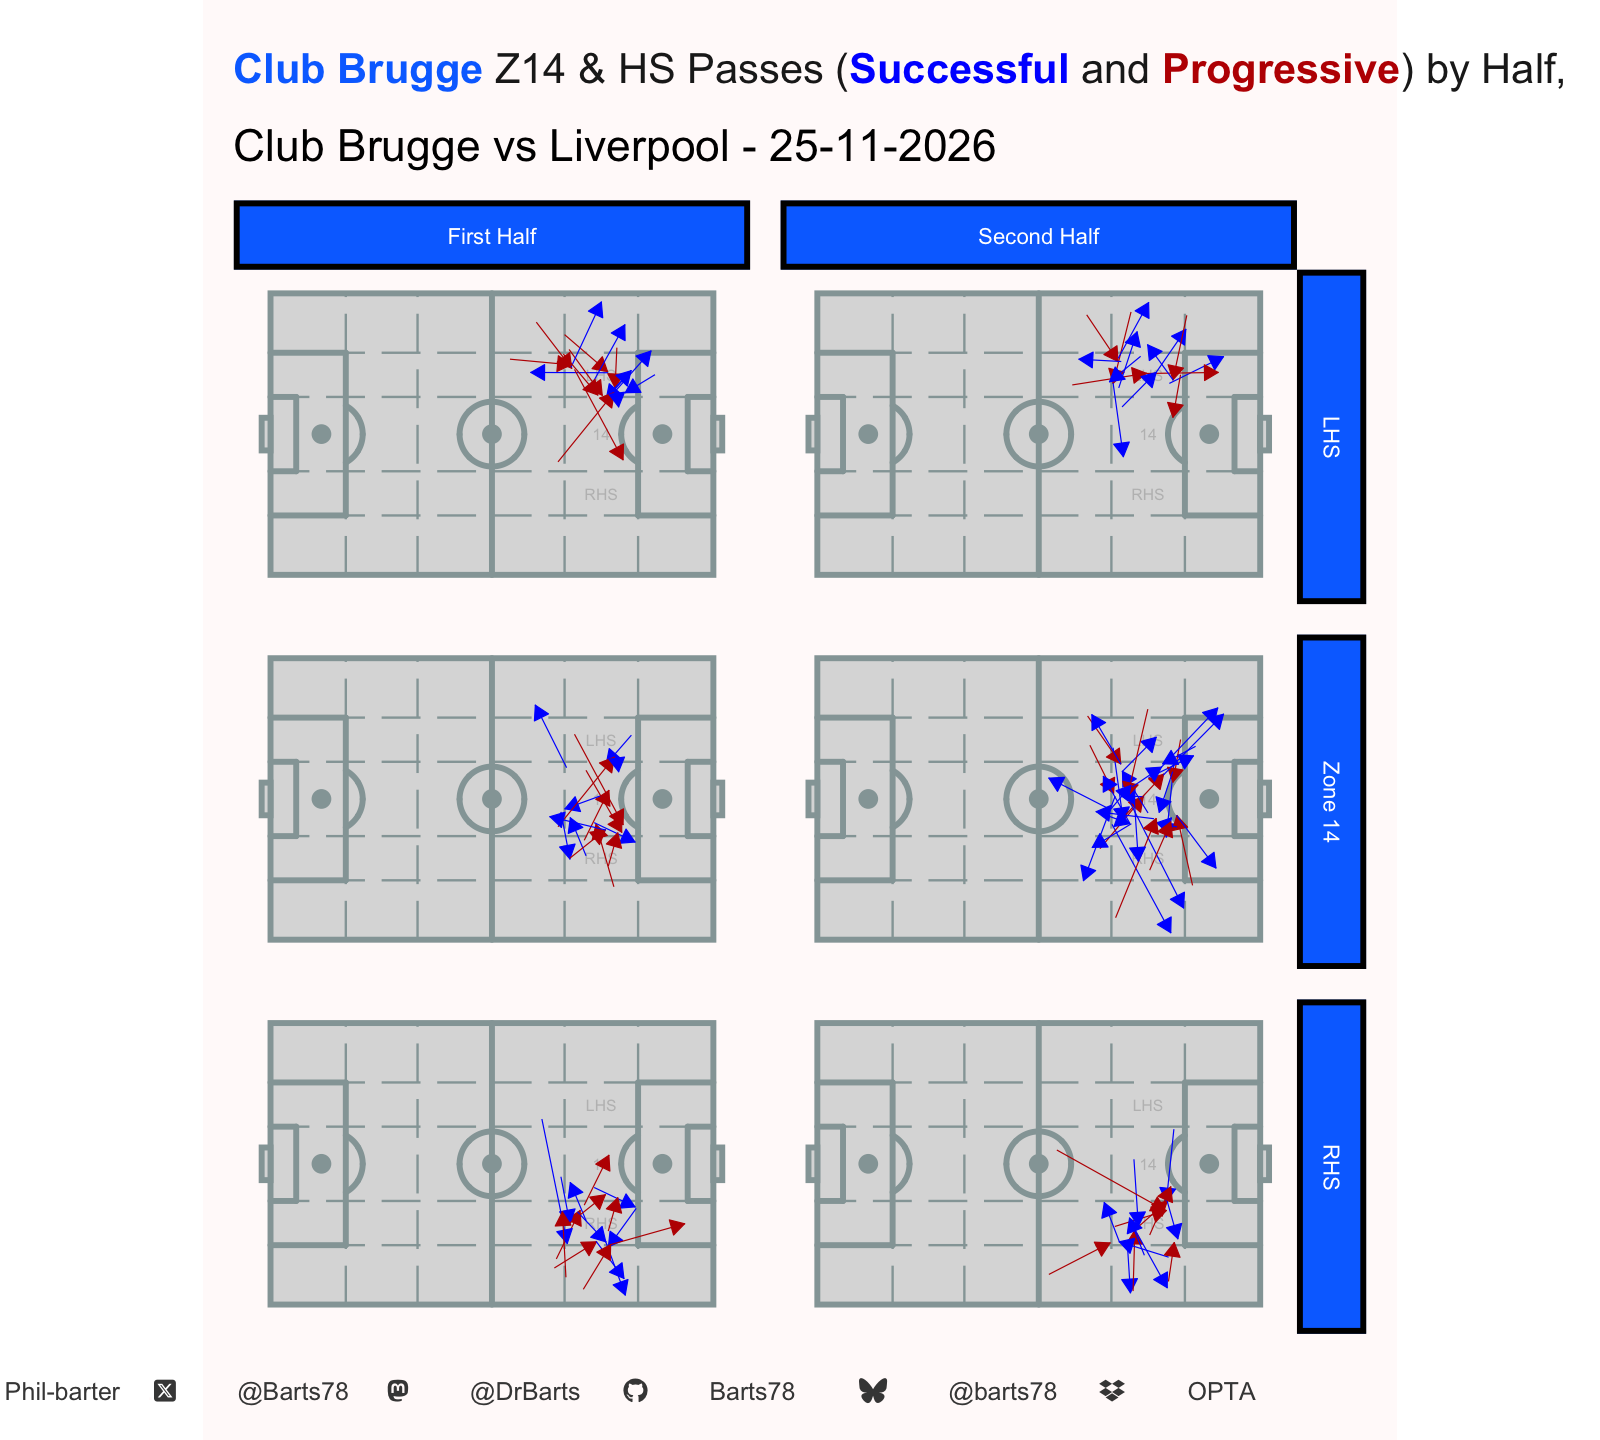 Club Brugge Z14 & HS Passes (Successful and Progressive) by Half,
Club Brugge vs Liverpool - 25-11-2026
First Half
Second Half
LHS
14
RHS
14
RHS
LHS
RHS
LHS
Zone 14
LHS
LHS
14
RHS
Phil-barter
@Barts78
@DrBarts
Barts78
@barts78
OPTA